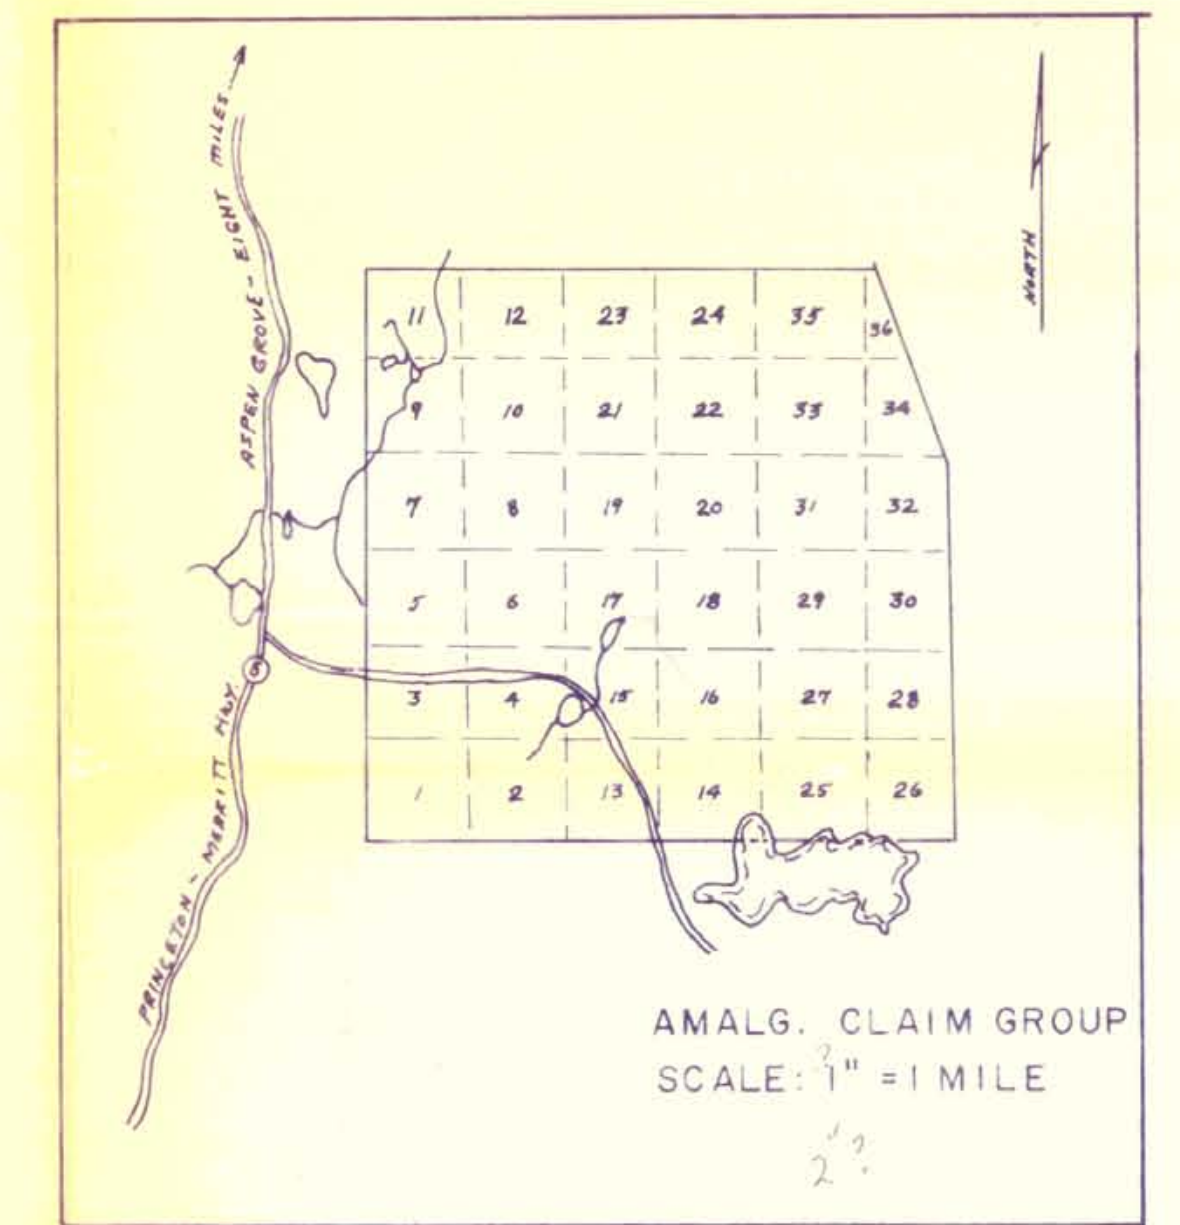 ASPEN GROVE - EIGHT MILES
NORTH
11 12 23 24 35 36
9 10 21 22 33 34
7 8 19 20 31 32
5 6 17 18 29 30
5
3 4 15 16 27 28
1 2 13 14 25 26
PRINCETON - MERRITT HWY.
AMALG. CLAIM GROUP
?
SCALE: 1" = 1 MILE
2" ?